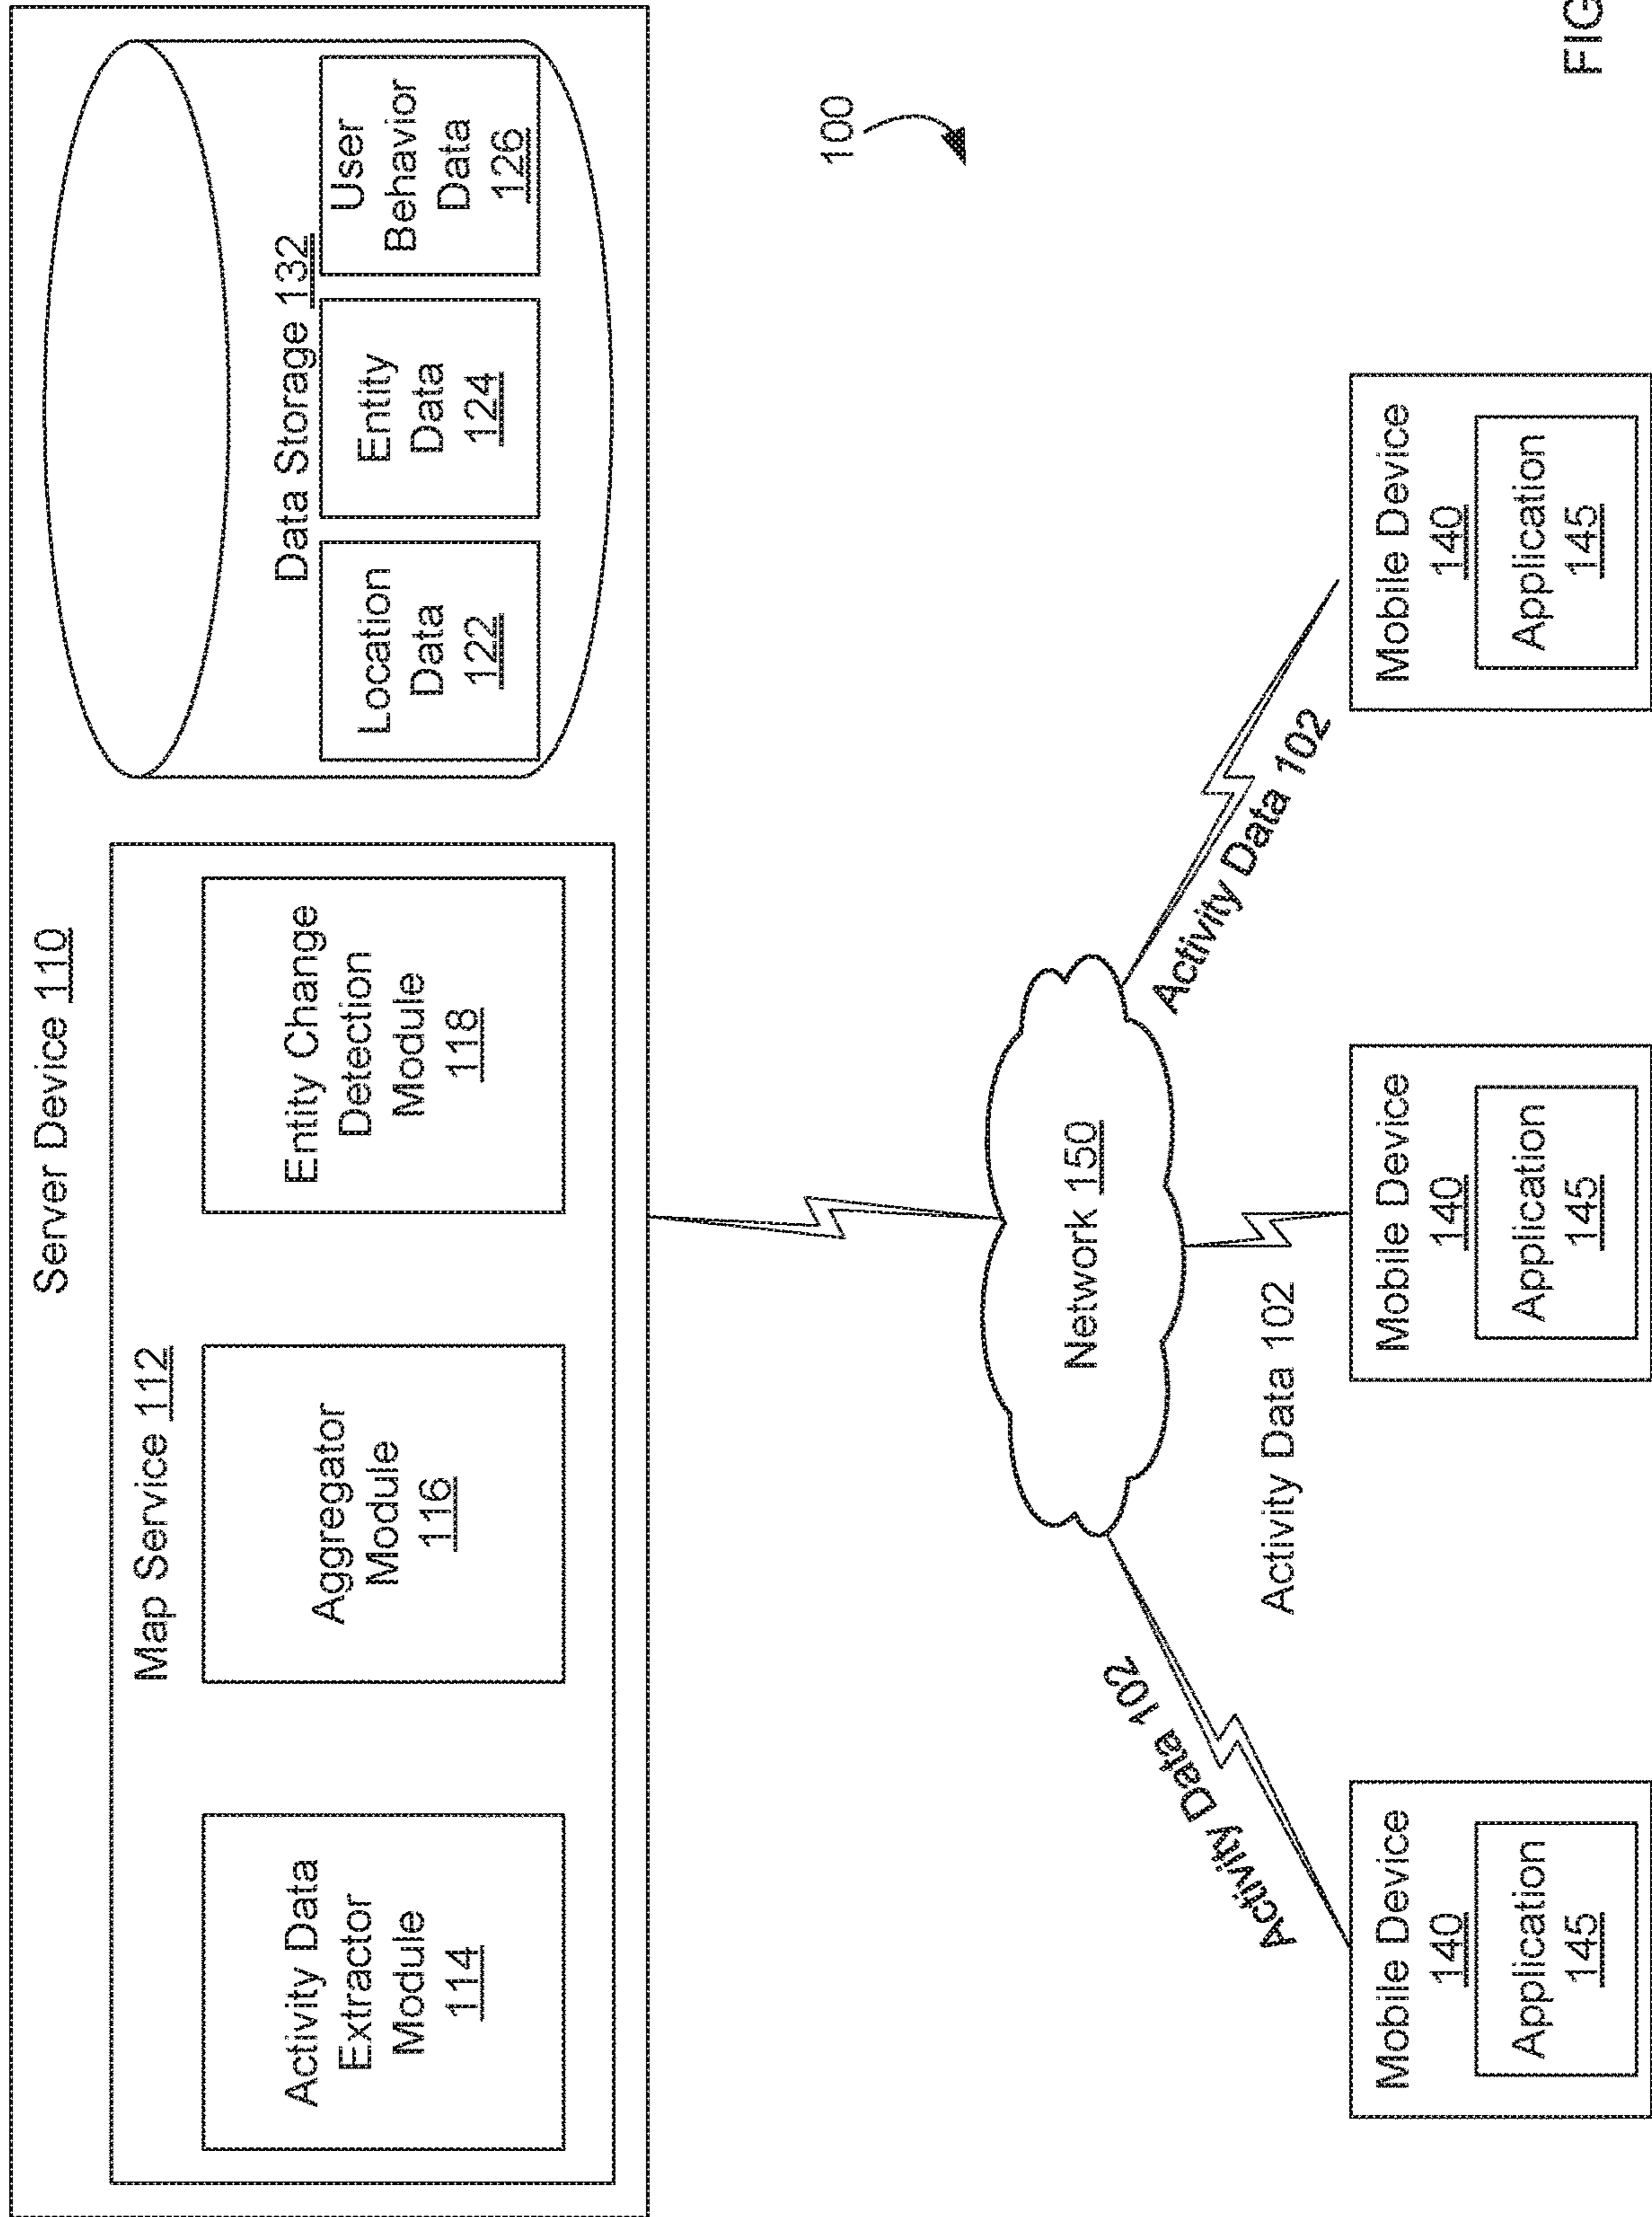 Server Device 110
Map Service 112
Activity Data
Extractor
Module
114
Aggregator
Module
116
Entity Change
Detection
Module
118
Data Storage 132
Location
Data
122
Entity
Data
124
User
Behavior
Data
126
100
Network 150
Activity Data 102
Activity Data 102
Activity Data 102
Mobile Device
140
Application
145
Mobile Device
140
Application
145
Mobile Device
140
Application
145
FIG